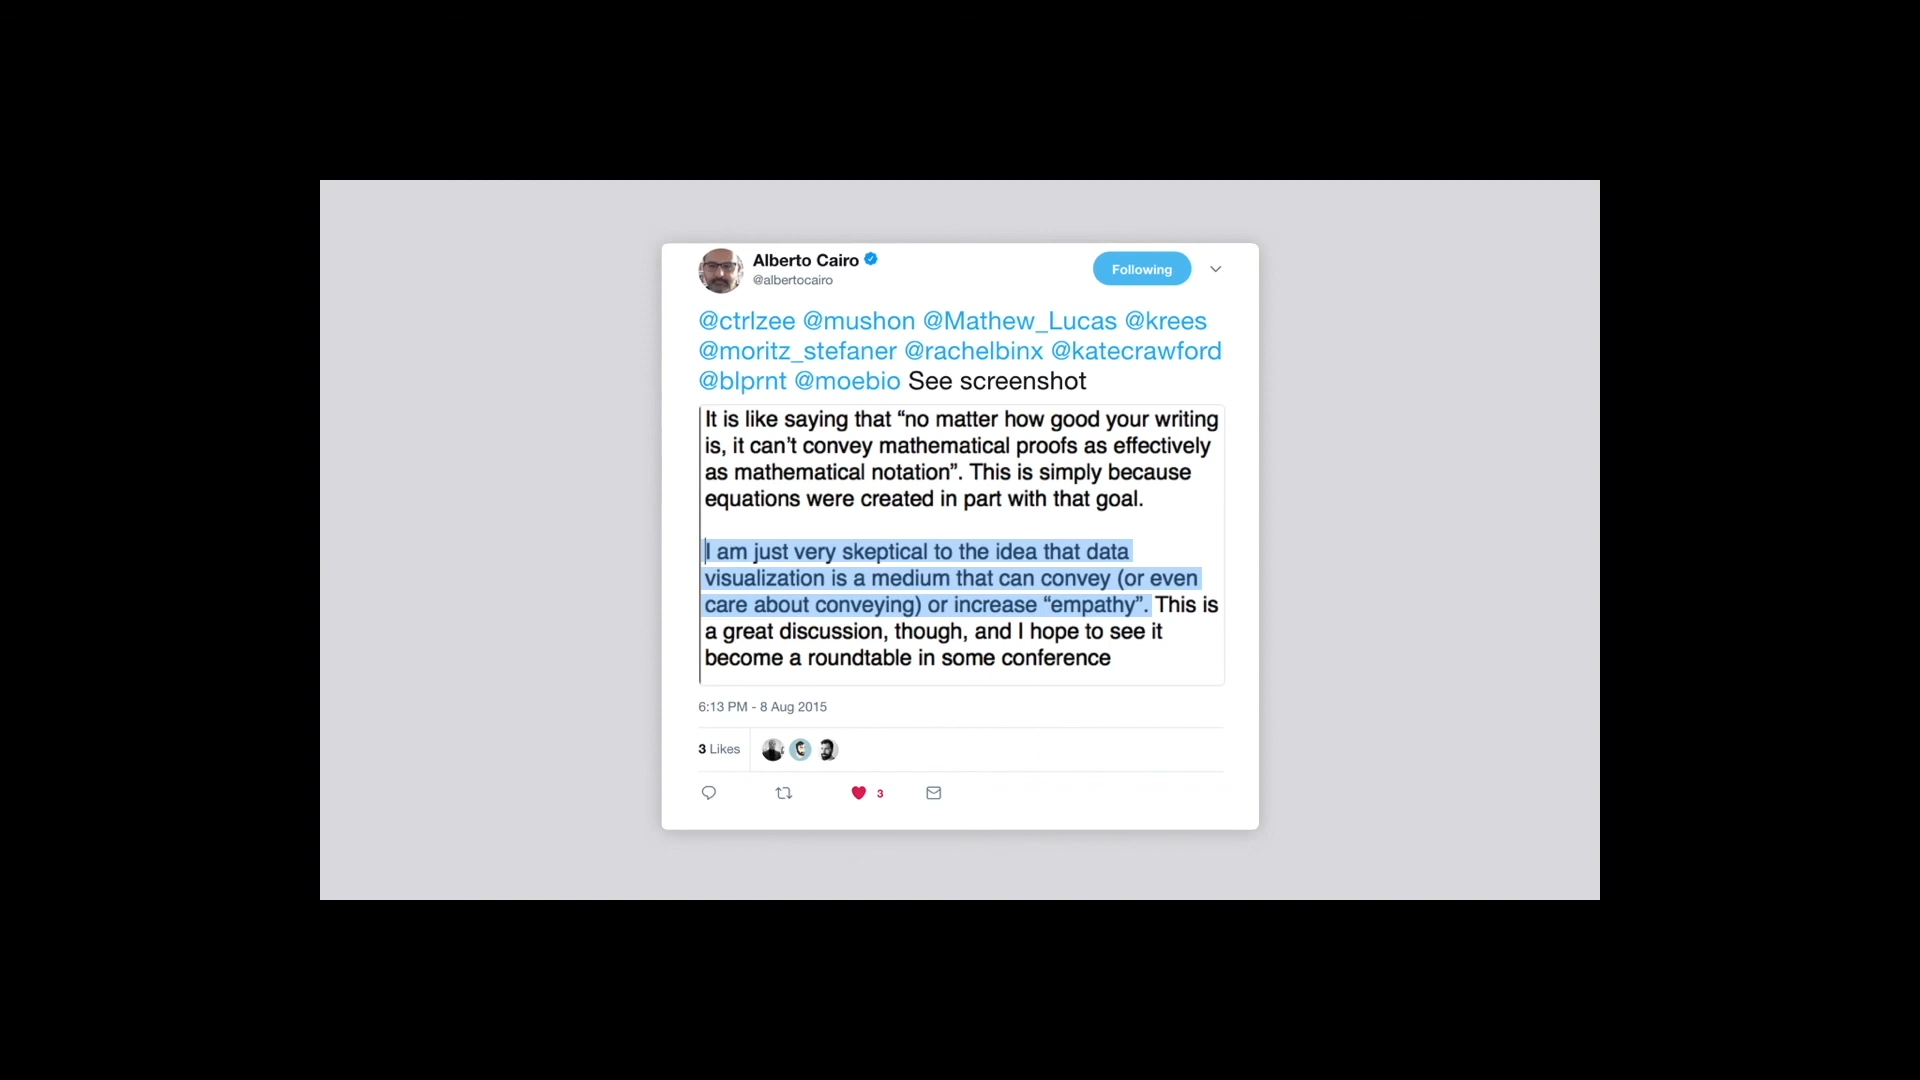 Alberto Cairo
@albertocairo
Following
@ctrlzee @mushon @Mathew_Lucas @krees
@moritz_stefaner @rachelbinx @katecrawford
@blprnt @moebio See screenshot
It is like saying that “no matter how good your writing
is, it can’t convey mathematical proofs as effectively
as mathematical notation”. This is simply because
equations were created in part with that goal.
I am just very skeptical to the idea that data
visualization is a medium that can convey (or even
care about conveying) or increase “empathy”. This is
a great discussion, though, and I hope to see it
become a roundtable in some conference
6:13 PM - 8 Aug 2015
3 Likes
3